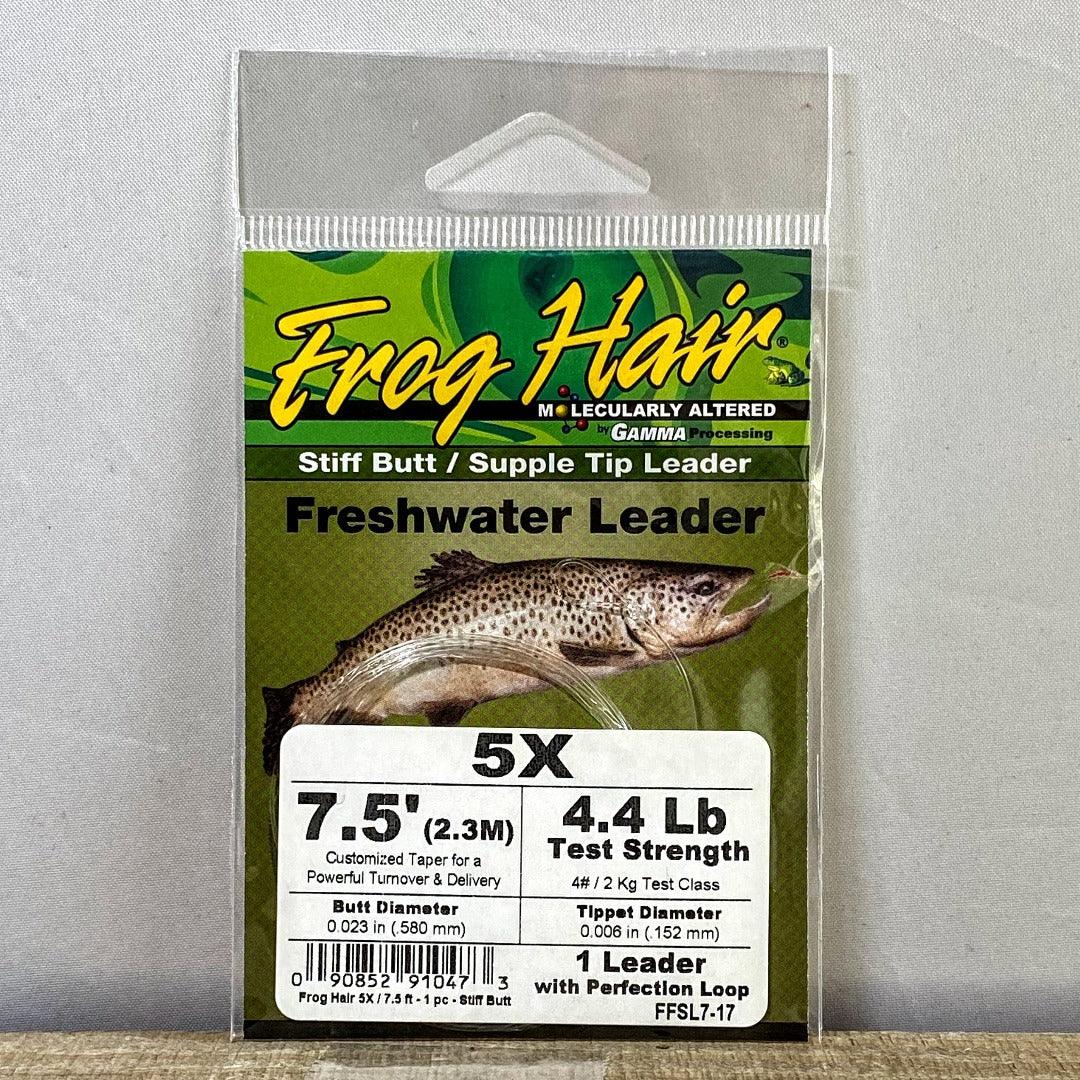 Frog Hair®
MOLECULARLY ALTERED
by GAMMA Processing
Stiff Butt / Supple Tip Leader
Freshwater Leader
5X
7.5' (2.3M)
Customized Taper for a
Powerful Turnover & Delivery
4.4 Lb
Test Strength
4# / 2 Kg Test Class
Butt Diameter
0.023 in (.580 mm)
Tippet Diameter
0.006 in (.152 mm)
0 90852 91047 3
Frog Hair 5X / 7.5 ft - 1 pc - Stiff Butt
1 Leader
with Perfection Loop
FFSL7-17